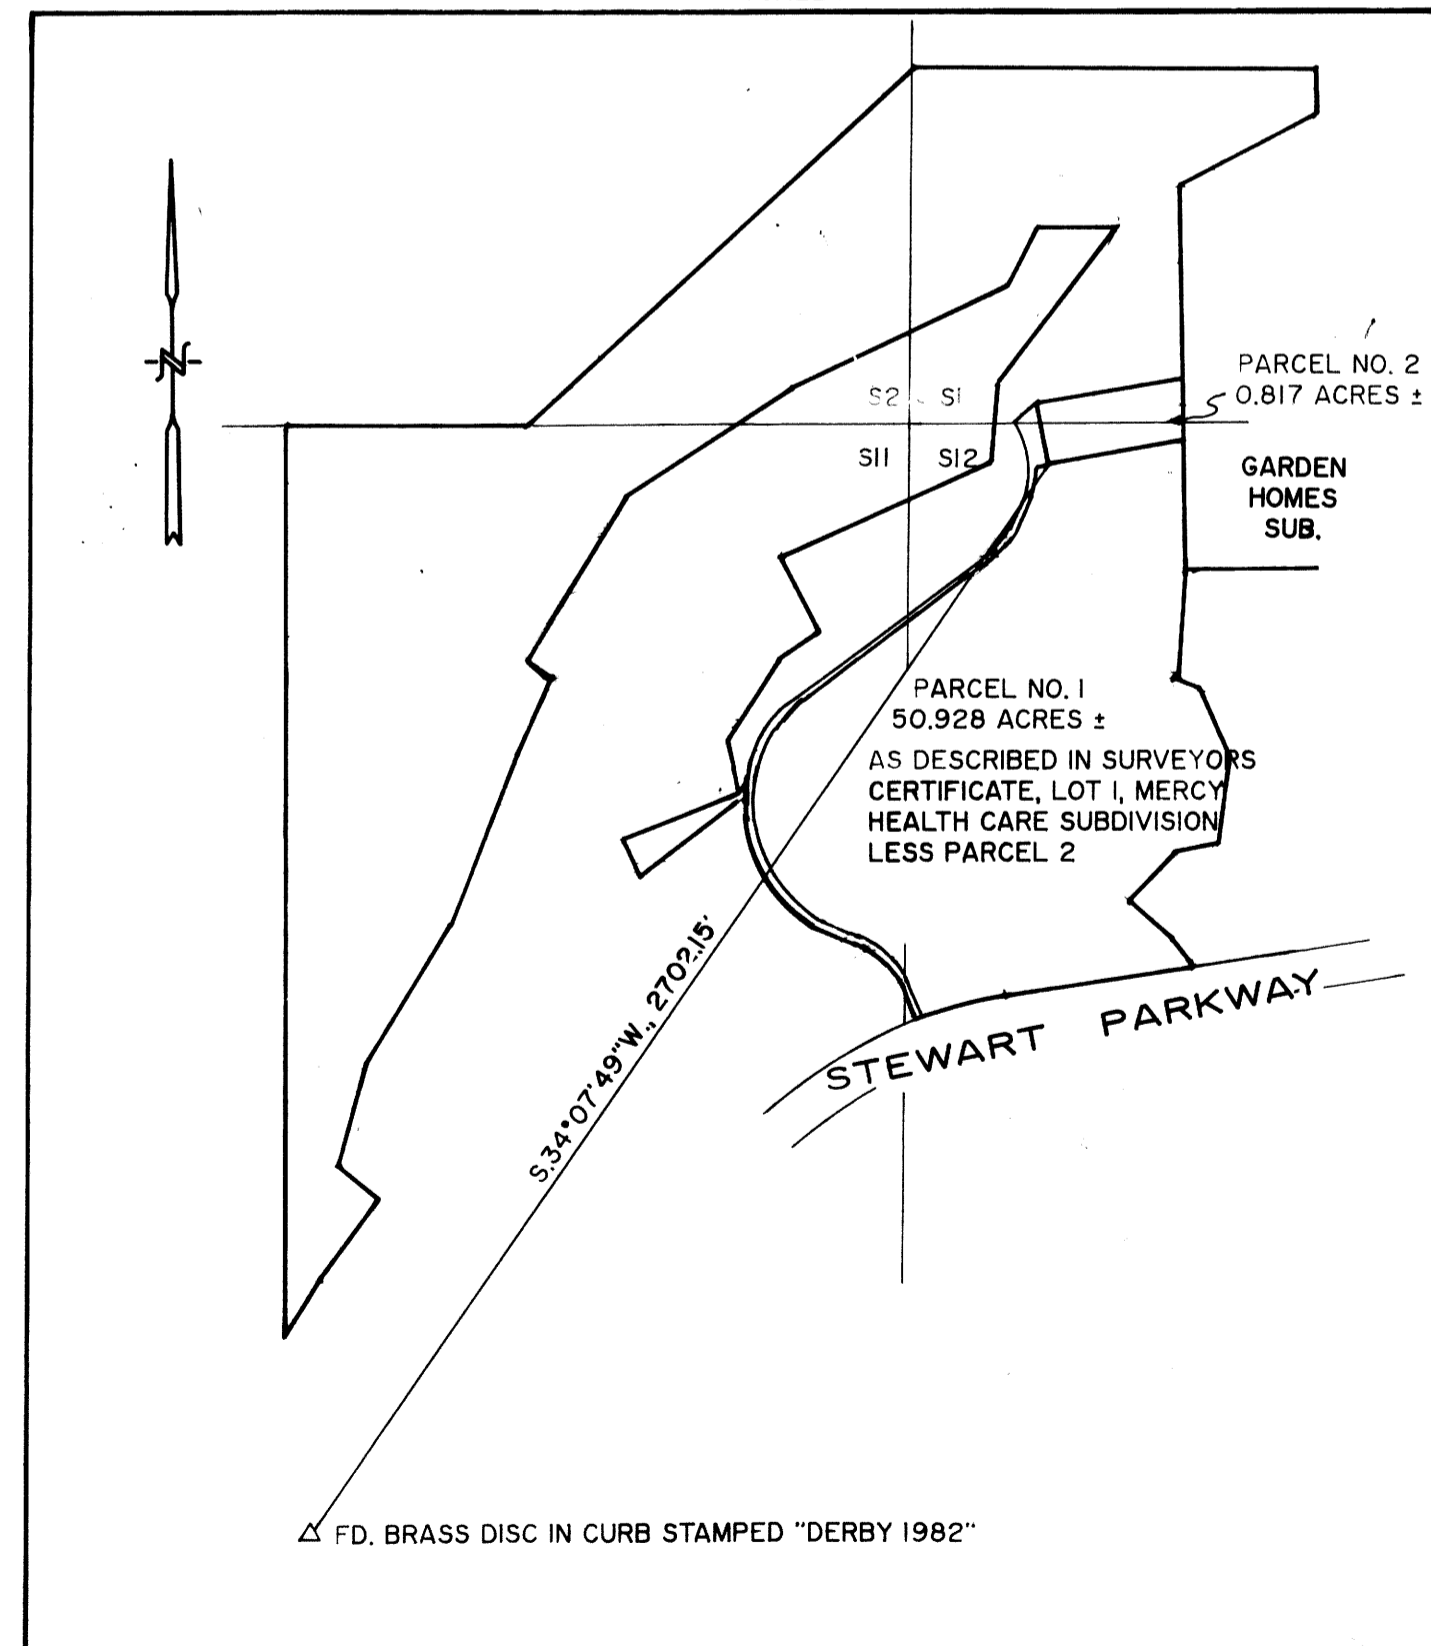 N
PARCEL NO. 2
0.817 ACRES ±
S2 S1
S11 S12
GARDEN
HOMES
SUB.
PARCEL NO. 1
50.928 ACRES ±
AS DESCRIBED IN SURVEYORS
CERTIFICATE, LOT 1, MERCY
HEALTH CARE SUBDIVISION
LESS PARCEL 2
S.34°07'49"W., 2702.15'
STEWART PARKWAY
FD. BRASS DISC IN CURB STAMPED "DERBY 1982"